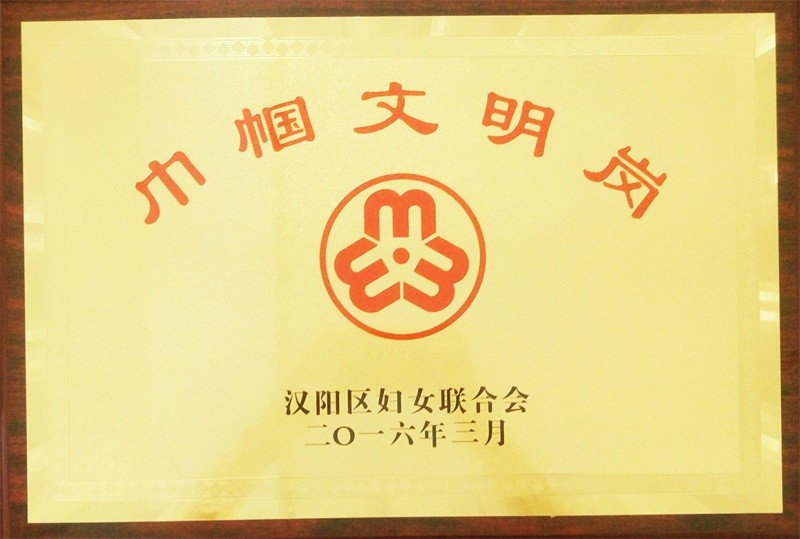 巾帼文明岗
汉阳区妇女联合会
二〇一六年三月